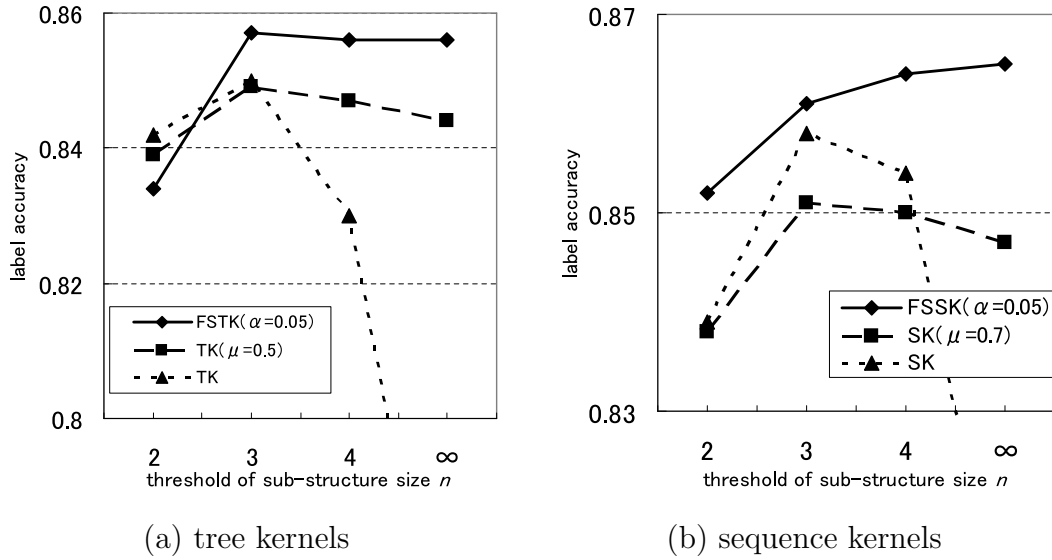 0.86
0.84
0.82
0.8
label accuracy
FSTK(α=0.05)
TK(μ=0.5)
TK
2 3 4 ∞
threshold of sub-structure size n
(a) tree kernels
0.87
0.85
0.83
label accuracy
FSSK(α=0.05)
SK(μ=0.7)
SK
2 3 4 ∞
threshold of sub-structure size n
(b) sequence kernels